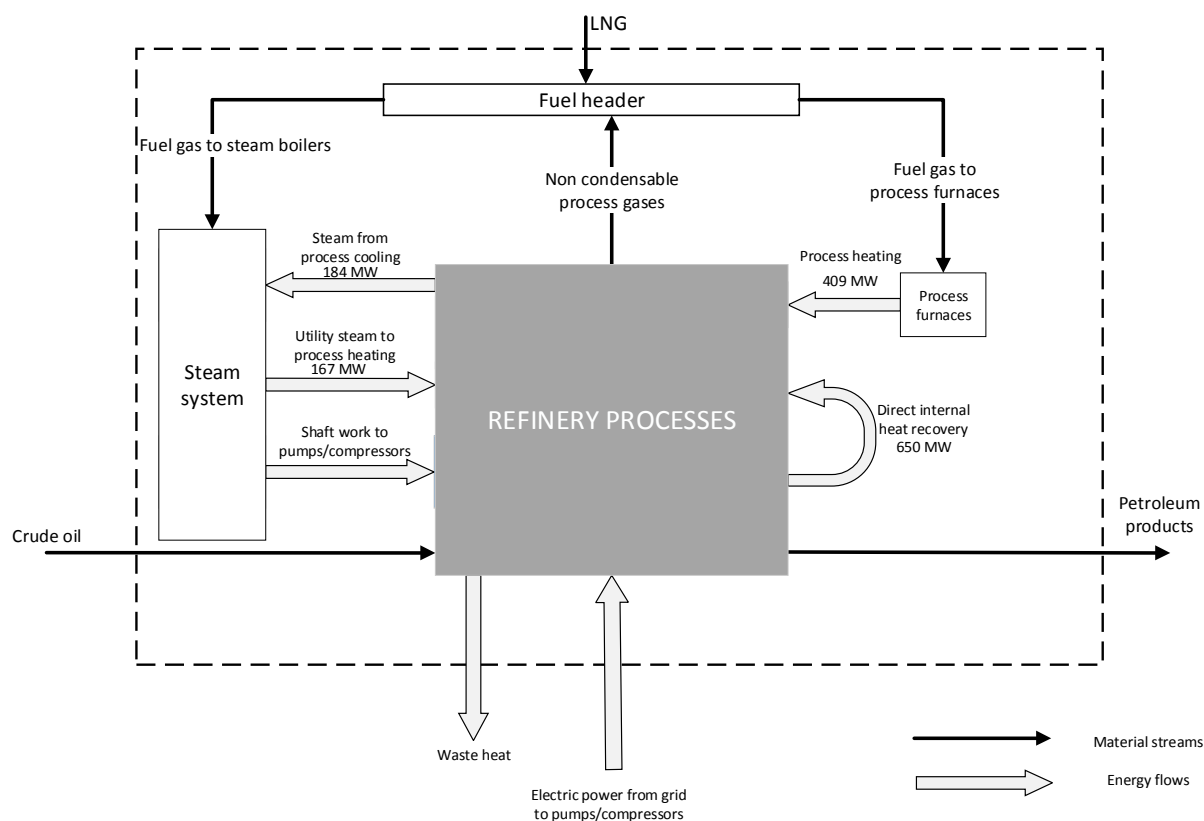 LNG
Fuel header
Fuel gas to steam boilers
Non condensable
process gases
Fuel gas to
process furnaces
Steam from
process cooling
184 MW
Process heating
409 MW
Process
furnaces
Utility steam to
process heating
167 MW
Steam
system
REFINERY PROCESSES
Direct internal
heat recovery
650 MW
Shaft work to
pumps/compressors
Crude oil
Petroleum
products
Waste heat
Electric power from grid
to pumps/compressors
Material streams
Energy flows